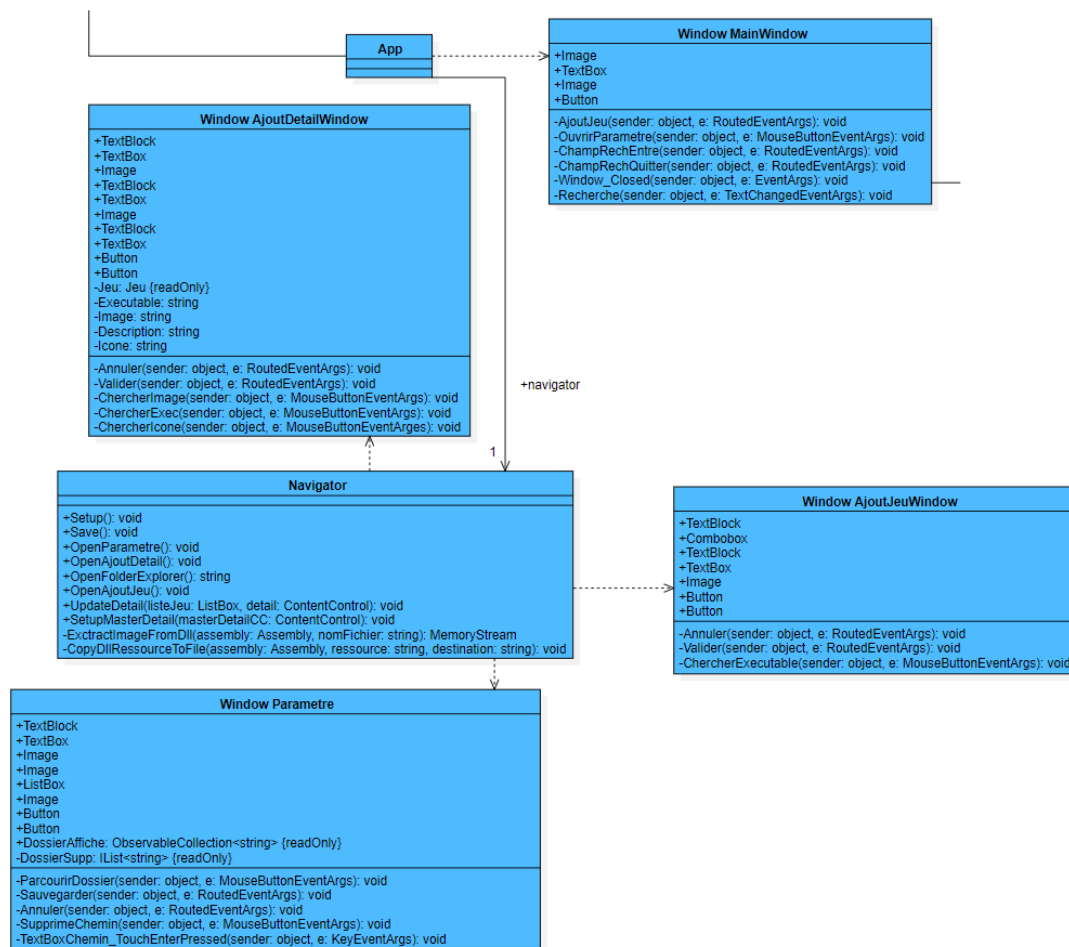 App
Window MainWindow
+Image
+TextBox
+Image
+Button
-AjoutJeu(sender: object, e: RoutedEventArgs): void
-OuvrirParametre(sender: object, e: MouseButtonEventArgs): void
-ChampRechEntre(sender: object, e: RoutedEventArgs): void
-ChampRechQuitter(sender: object, e: RoutedEventArgs): void
-Window_Closed(sender: object, e: EventArgs): void
-Recherche(sender: object, e: TextChangedEventArgs): void
Window AjoutDetailWindow
+TextBlock
+TextBox
+Image
+TextBlock
+TextBox
+Image
+TextBlock
+TextBox
+Button
+Button
-Jeu: Jeu {readOnly}
-Executable: string
-Image: string
-Description: string
-Icone: string
-Annuler(sender: object, e: RoutedEventArgs): void
-Valider(sender: object, e: RoutedEventArgs): void
-ChercherImage(sender: object, e: MouseButtonEventArgs): void
-ChercherExec(sender: object, e: MouseButtonEventArgs): void
-ChercherIcone(sender: object, e: MouseButtonEventArges): void
+navigator
1
Navigator
+Setup(): void
+Save(): void
+OpenParametre(): void
+OpenAjoutDetail(): void
+OpenFolderExplorer(): string
+OpenAjoutJeu(): void
+UpdateDetail(listeJeu: ListBox, detail: ContentControl): void
+SetupMasterDetail(masterDetailCC: ContentControl): void
-ExctractImageFromDll(assembly: Assembly, nomFichier: string): MemoryStream
-CopyDllRessourceToFile(assembly: Assembly, ressource: string, destination: string): void
Window AjoutJeuWindow
+TextBlock
+Combobox
+TextBlock
+TextBox
+Image
+Button
+Button
-Annuler(sender: object, e: RoutedEventArgs): void
-Valider(sender: object, e: RoutedEventArgs): void
-ChercherExecutable(sender: object, e: MouseButtonEventArgs): void
Window Parametre
+TextBlock
+TextBox
+Image
+Image
+ListBox
+Image
+Button
+Button
+DossierAffiche: ObservableCollection<string> {readOnly}
-DossierSupp: IList<string> {readOnly}
-ParcourirDossier(sender: object, e: MouseButtonEventArgs): void
-Sauvegarder(sender: object, e: RoutedEventArgs): void
-Annuler(sender: object, e: RoutedEventArgs): void
-SupprimeChemin(sender: object, e: MouseButtonEventArgs): void
-TextBoxChemin_TouchEnterPressed(sender: object, e: KeyEventArgs): void